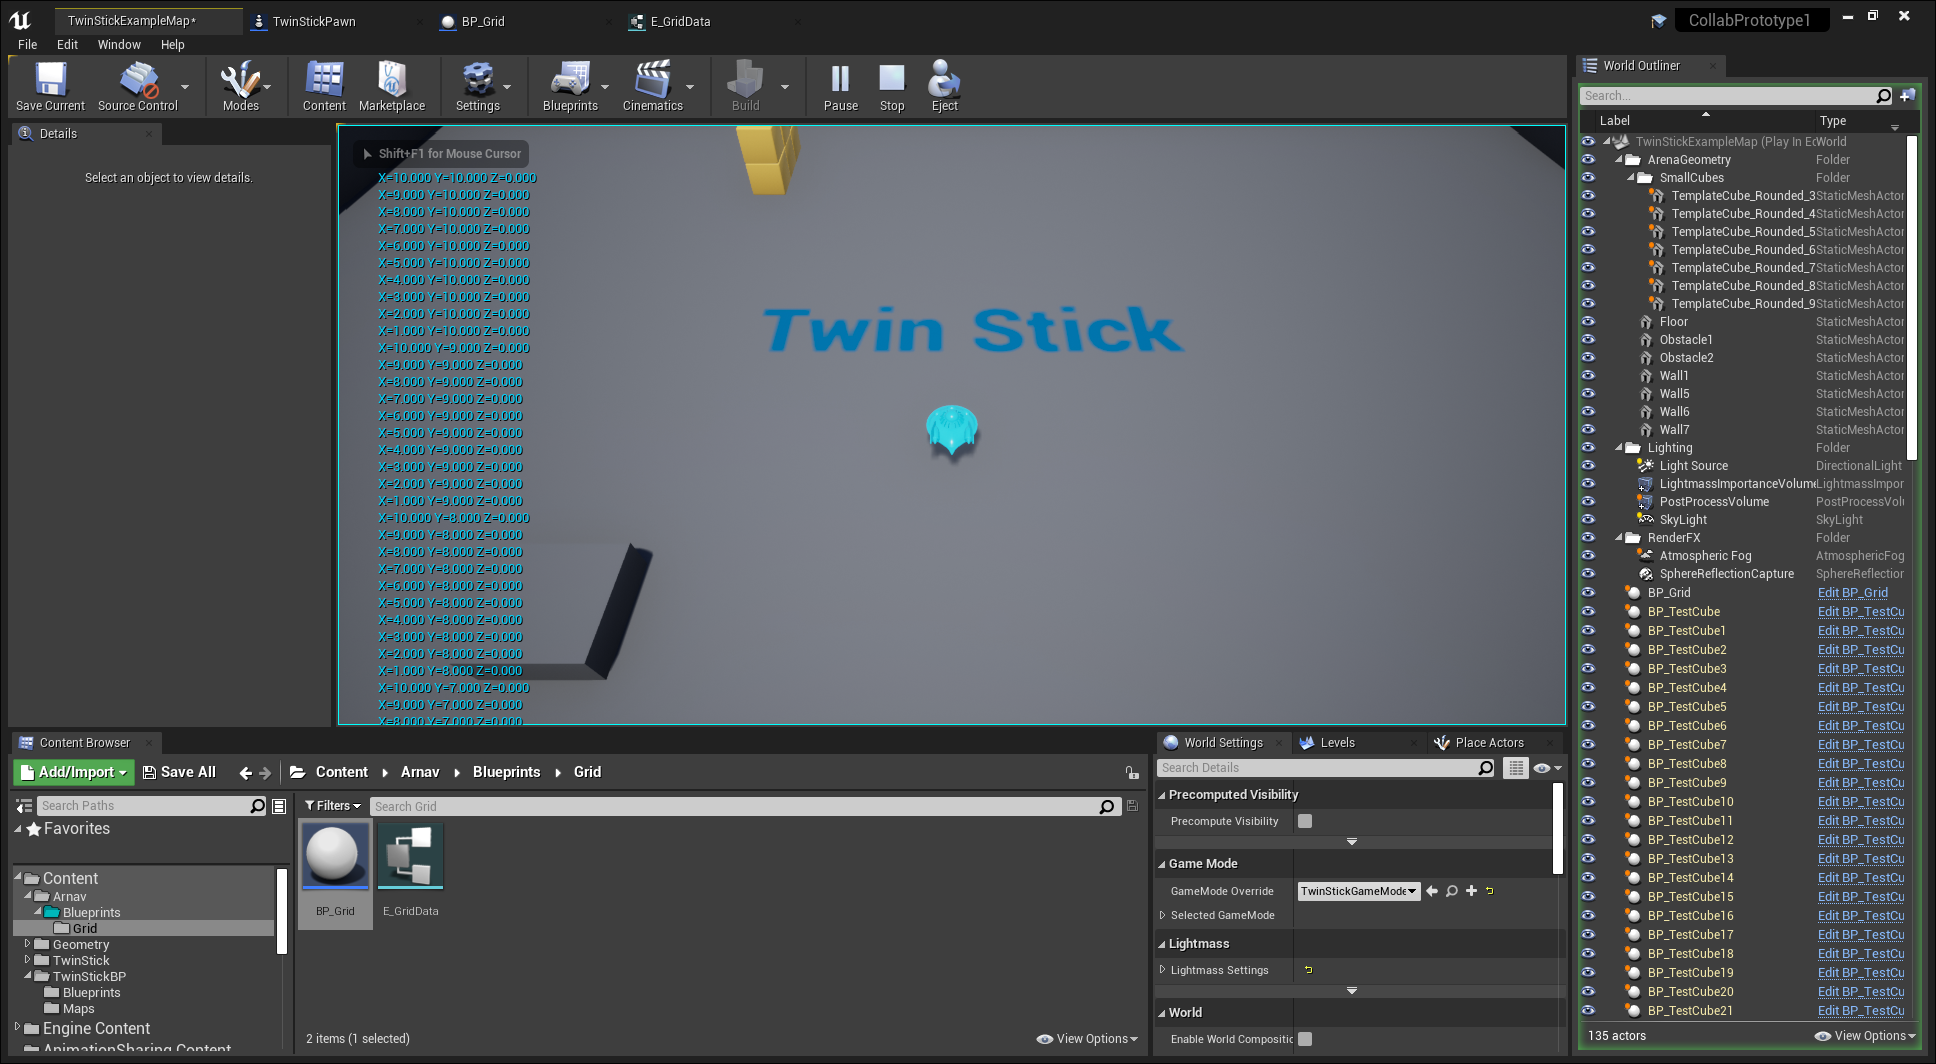 TwinStickExampleMap*
TwinStickPawn
BP_Grid
E_GridData
CollabPrototype1
File Edit Window Help
Save Current
Source Control
Modes
Content
Marketplace
Settings
Blueprints
Cinematics
Build
Pause
Stop
Eject
Details
Select an object to view details.
Shift+F1 for Mouse Cursor
X=10.000 Y=10.000 Z=0.000
X=9.000 Y=10.000 Z=0.000
X=8.000 Y=10.000 Z=0.000
X=7.000 Y=10.000 Z=0.000
X=6.000 Y=10.000 Z=0.000
X=5.000 Y=10.000 Z=0.000
X=4.000 Y=10.000 Z=0.000
X=3.000 Y=10.000 Z=0.000
X=2.000 Y=10.000 Z=0.000
X=1.000 Y=10.000 Z=0.000
X=10.000 Y=9.000 Z=0.000
X=9.000 Y=9.000 Z=0.000
X=8.000 Y=9.000 Z=0.000
X=7.000 Y=9.000 Z=0.000
X=6.000 Y=9.000 Z=0.000
X=5.000 Y=9.000 Z=0.000
X=4.000 Y=9.000 Z=0.000
X=3.000 Y=9.000 Z=0.000
X=2.000 Y=9.000 Z=0.000
X=1.000 Y=9.000 Z=0.000
X=10.000 Y=8.000 Z=0.000
X=9.000 Y=8.000 Z=0.000
X=8.000 Y=8.000 Z=0.000
X=7.000 Y=8.000 Z=0.000
X=6.000 Y=8.000 Z=0.000
X=5.000 Y=8.000 Z=0.000
X=4.000 Y=8.000 Z=0.000
X=3.000 Y=8.000 Z=0.000
X=2.000 Y=8.000 Z=0.000
X=1.000 Y=8.000 Z=0.000
X=10.000 Y=7.000 Z=0.000
X=9.000 Y=7.000 Z=0.000
X=8.000 Y=7.000 Z=0.000
Twin Stick
World Outliner
Search...
Label Type
TwinStickExampleMap (Play In Ec World
ArenaGeometry Folder
SmallCubes Folder
TemplateCube_Rounded_3 StaticMeshActor
TemplateCube_Rounded_4 StaticMeshActor
TemplateCube_Rounded_5 StaticMeshActor
TemplateCube_Rounded_6 StaticMeshActor
TemplateCube_Rounded_7 StaticMeshActor
TemplateCube_Rounded_8 StaticMeshActor
TemplateCube_Rounded_9 StaticMeshActor
Floor StaticMeshActor
Obstacle1 StaticMeshActor
Obstacle2 StaticMeshActor
Wall1 StaticMeshActor
Wall5 StaticMeshActor
Wall6 StaticMeshActor
Wall7 StaticMeshActor
Lighting Folder
Light Source DirectionalLight
LightmassImportanceVolume LightmassImpor
PostProcessVolume PostProcessVolu
SkyLight SkyLight
RenderFX Folder
Atmospheric Fog AtmosphericFog
SphereReflectionCapture SphereReflection
BP_Grid Edit BP_Grid
BP_TestCube Edit BP_TestCu
BP_TestCube1 Edit BP_TestCu
BP_TestCube2 Edit BP_TestCu
BP_TestCube3 Edit BP_TestCu
BP_TestCube4 Edit BP_TestCu
BP_TestCube5 Edit BP_TestCu
BP_TestCube6 Edit BP_TestCu
BP_TestCube7 Edit BP_TestCu
BP_TestCube8 Edit BP_TestCu
BP_TestCube9 Edit BP_TestCu
BP_TestCube10 Edit BP_TestCu
BP_TestCube11 Edit BP_TestCu
BP_TestCube12 Edit BP_TestCu
BP_TestCube13 Edit BP_TestCu
BP_TestCube14 Edit BP_TestCu
BP_TestCube15 Edit BP_TestCu
BP_TestCube16 Edit BP_TestCu
BP_TestCube17 Edit BP_TestCu
BP_TestCube18 Edit BP_TestCu
BP_TestCube19 Edit BP_TestCu
BP_TestCube20 Edit BP_TestCu
BP_TestCube21 Edit BP_TestCu
135 actors View Options
Content Browser
Add/Import Save All Content Arnav Blueprints Grid
Search Paths
Filters
Search Grid
Favorites
Content
Arnav
Blueprints
Grid
Geometry
TwinStick
TwinStickBP
Blueprints
Maps
Engine Content
AnimationSharing Content
BP_Grid
E_GridData
2 items (1 selected)
View Options
World Settings
Levels
Place Actors
Search Details
Precomputed Visibility
Precompute Visibility
Game Mode
GameMode Override TwinStickGameMode
Selected GameMode
Lightmass
Lightmass Settings
World
Enable World Compositio